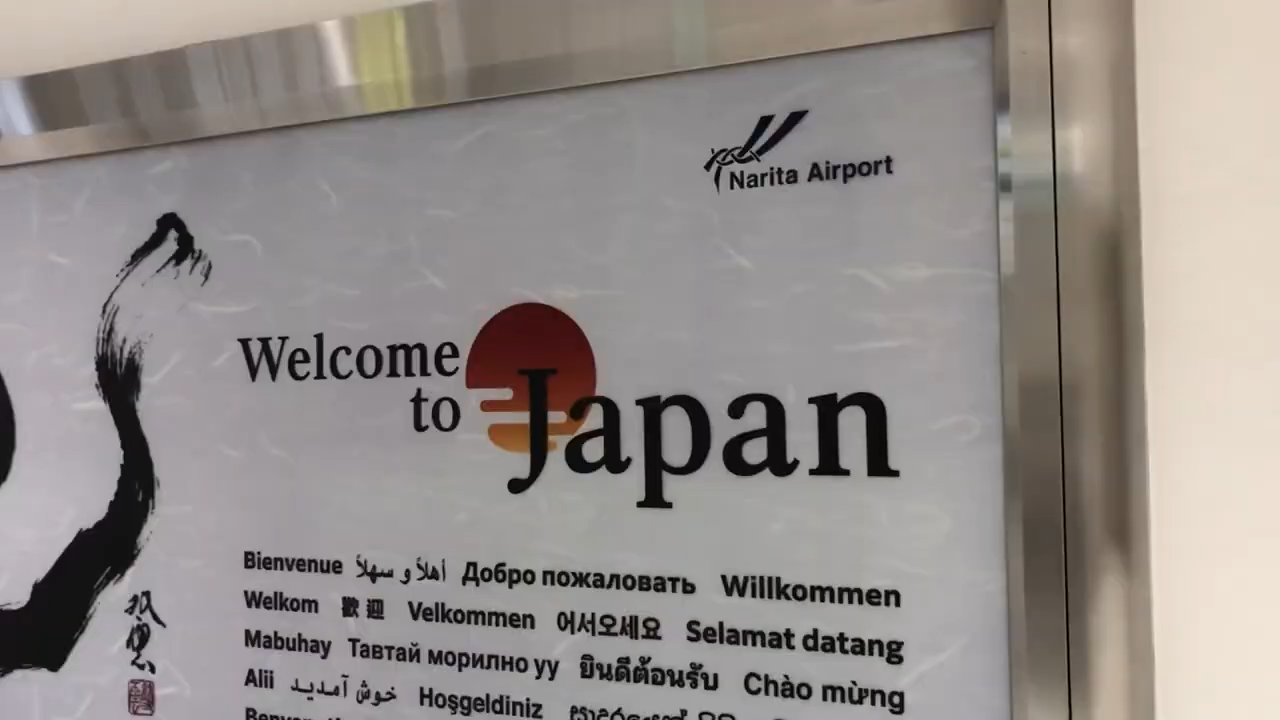 Narita Airport
Welcome
to
Japan
Bienvenue أهلاً و سهلاً Добро пожаловать Willkommen
Welkom 歡迎 Velkommen 어서오세요 Selamat datang
Mabuhay Тавтай морилно уу ยินดีต้อนรับ Chào mừng
Alii خوش آمدید Hoşgeldiniz